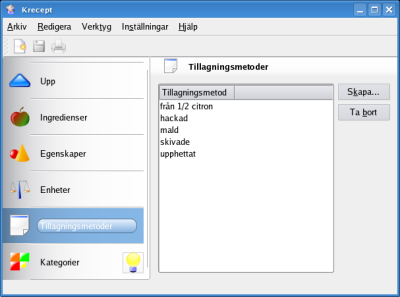 Krecept
Arkiv Redigera Verktyg Inställningar Hjälp
Upp
Ingredienser
Egenskaper
Enheter
Tillagningsmetoder
Kategorier
Tillagningsmetoder
Tillagningsmetod
från 1/2 citron
hackad
mald
skivade
upphettat
Skapa...
Ta bort